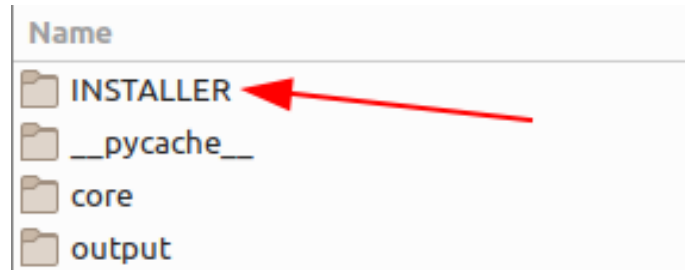 Name
INSTALLER
__pycache__
core
output